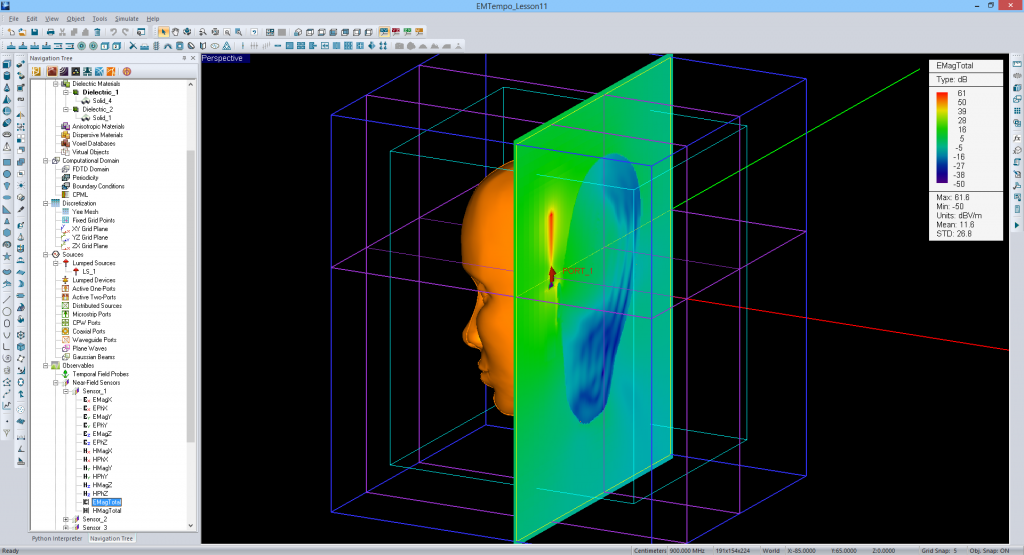 EMTempo_Lesson11
File Edit View Object Tools Simulate Help
Navigation Tree
Dielectric Materials
Dielectric_1
Solid_4
Dielectric_2
Solid_1
Anisotropic Materials
Dispersive Materials
Voxel Databases
Virtual Objects
Computational Domain
FDTD Domain
Periodicity
Boundary Conditions
CPML
Discretization
Yee Mesh
Fixed Grid Points
XY Grid Plane
YZ Grid Plane
ZX Grid Plane
Sources
Lumped Sources
LS_1
Lumped Devices
Active One-Ports
Active Two-Ports
Distributed Sources
Microstrip Ports
CPW Ports
Coaxial Ports
Waveguide Ports
Plane Waves
Gaussian Beams
Observables
Temporal Field Probes
Near-Field Sensors
Sensor_1
EMagX
EPhX
EMagY
EPhY
EMagZ
EPhZ
HMagX
HPhX
HMagY
HPhY
HMagZ
HPhZ
EMagTotal
HMagTotal
Sensor_2
Sensor_3
Python Interpreter Navigation Tree
Perspective
PORT_1
EMagTotal
Type: dB
61
50
39
28
16
5
-5
-16
-27
-38
-50
Max: 61.6
Min: -50
Units: dBV/m
Mean: 11.6
STD: 26.8
Ready Centimeters 900.000 MHz 191x154x224 World X:-85.0000 Y:65.0000 Z:0.0000 Grid Snap: S Obj. Snap: ON